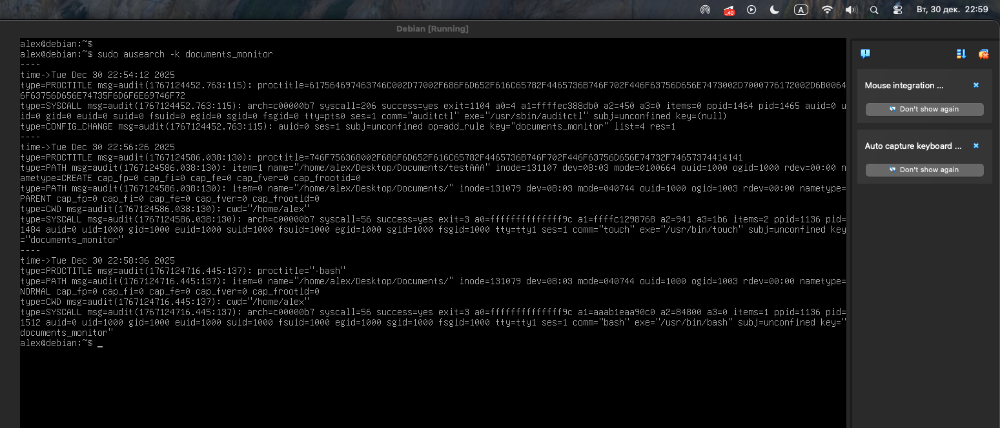 40
A
Вт, 30 дек. 22:59
Debian [Running]
alex@debian:~$
alex@debian:~$ sudo ausearch -k documents_monitor
----
time->Tue Dec 30 22:54:12 2025
type=PROCTITLE msg=audit(1767124452.763:115): proctitle=617564697463746C002D77002F686F6D652F616C65782F4465736B746F702F446F63756D656E7473002D7000776172002D6B0064
6F63756D656E74735F6D6F6E69746F72
type=SYSCALL msg=audit(1767124452.763:115): arch=c00000b7 syscall=206 success=yes exit=1104 a0=4 a1=ffffec388db0 a2=450 a3=0 items=0 ppid=1464 pid=1465 auid=0 u
id=0 gid=0 euid=0 suid=0 fsuid=0 egid=0 sgid=0 fsgid=0 tty=pts0 ses=1 comm="auditctl" exe="/usr/sbin/auditctl" subj=unconfined key=(null)
type=CONFIG_CHANGE msg=audit(1767124452.763:115): auid=0 ses=1 subj=unconfined op=add_rule key="documents_monitor" list=4 res=1
----
time->Tue Dec 30 22:56:26 2025
type=PROCTITLE msg=audit(1767124586.038:130): proctitle=746F756368002F686F6D652F616C65782F4465736B746F702F446F63756D656E74732F74657374414141
type=PATH msg=audit(1767124586.038:130): item=1 name="/home/alex/Desktop/Documents/testAAA" inode=131107 dev=08:03 mode=0100664 ouid=1000 ogid=1000 rdev=00:00 n
ametype=CREATE cap_fp=0 cap_fi=0 cap_fe=0 cap_fver=0 cap_frootid=0
type=PATH msg=audit(1767124586.038:130): item=0 name="/home/alex/Desktop/Documents/" inode=131079 dev=08:03 mode=040744 ouid=1000 ogid=1003 rdev=00:00 nametype=
PARENT cap_fp=0 cap_fi=0 cap_fe=0 cap_fver=0 cap_frootid=0
type=CWD msg=audit(1767124586.038:130): cwd="/home/alex"
type=SYSCALL msg=audit(1767124586.038:130): arch=c00000b7 syscall=56 success=yes exit=3 a0=ffffffffffffff9c a1=ffffc1298768 a2=941 a3=1b6 items=2 ppid=1136 pid=
1484 auid=0 uid=1000 gid=1000 euid=1000 suid=1000 fsuid=1000 egid=1000 sgid=1000 fsgid=1000 tty=tty1 ses=1 comm="touch" exe="/usr/bin/touch" subj=unconfined key
="documents_monitor"
----
time->Tue Dec 30 22:58:36 2025
type=PROCTITLE msg=audit(1767124716.445:137): proctitle="-bash"
type=PATH msg=audit(1767124716.445:137): item=0 name="/home/alex/Desktop/Documents/" inode=131079 dev=08:03 mode=040744 ouid=1000 ogid=1003 rdev=00:00 nametype=
NORMAL cap_fp=0 cap_fi=0 cap_fe=0 cap_fver=0 cap_frootid=0
type=CWD msg=audit(1767124716.445:137): cwd="/home/alex"
type=SYSCALL msg=audit(1767124716.445:137): arch=c00000b7 syscall=56 success=yes exit=3 a0=ffffffffffffff9c a1=aaab1eaa90c0 a2=84800 a3=0 items=1 ppid=1136 pid=
1512 auid=0 uid=1000 gid=1000 euid=1000 suid=1000 fsuid=1000 egid=1000 sgid=1000 fsgid=1000 tty=tty1 ses=1 comm="bash" exe="/usr/bin/bash" subj=unconfined key="
documents_monitor"
alex@debian:~$ _
Mouse integration ...
Don't show again
Auto capture keyboard ...
Don't show again